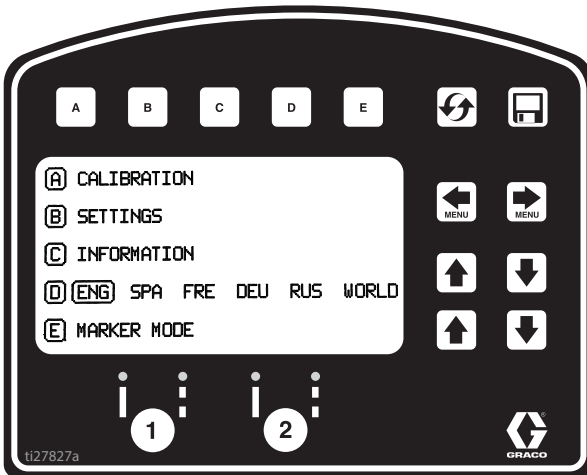 A B C D E
A CALIBRATION
B SETTINGS
C INFORMATION
D ENG SPA FRE DEU RUS WORLD
E MARKER MODE
MENU MENU
1 2
ti27827a
GRACO